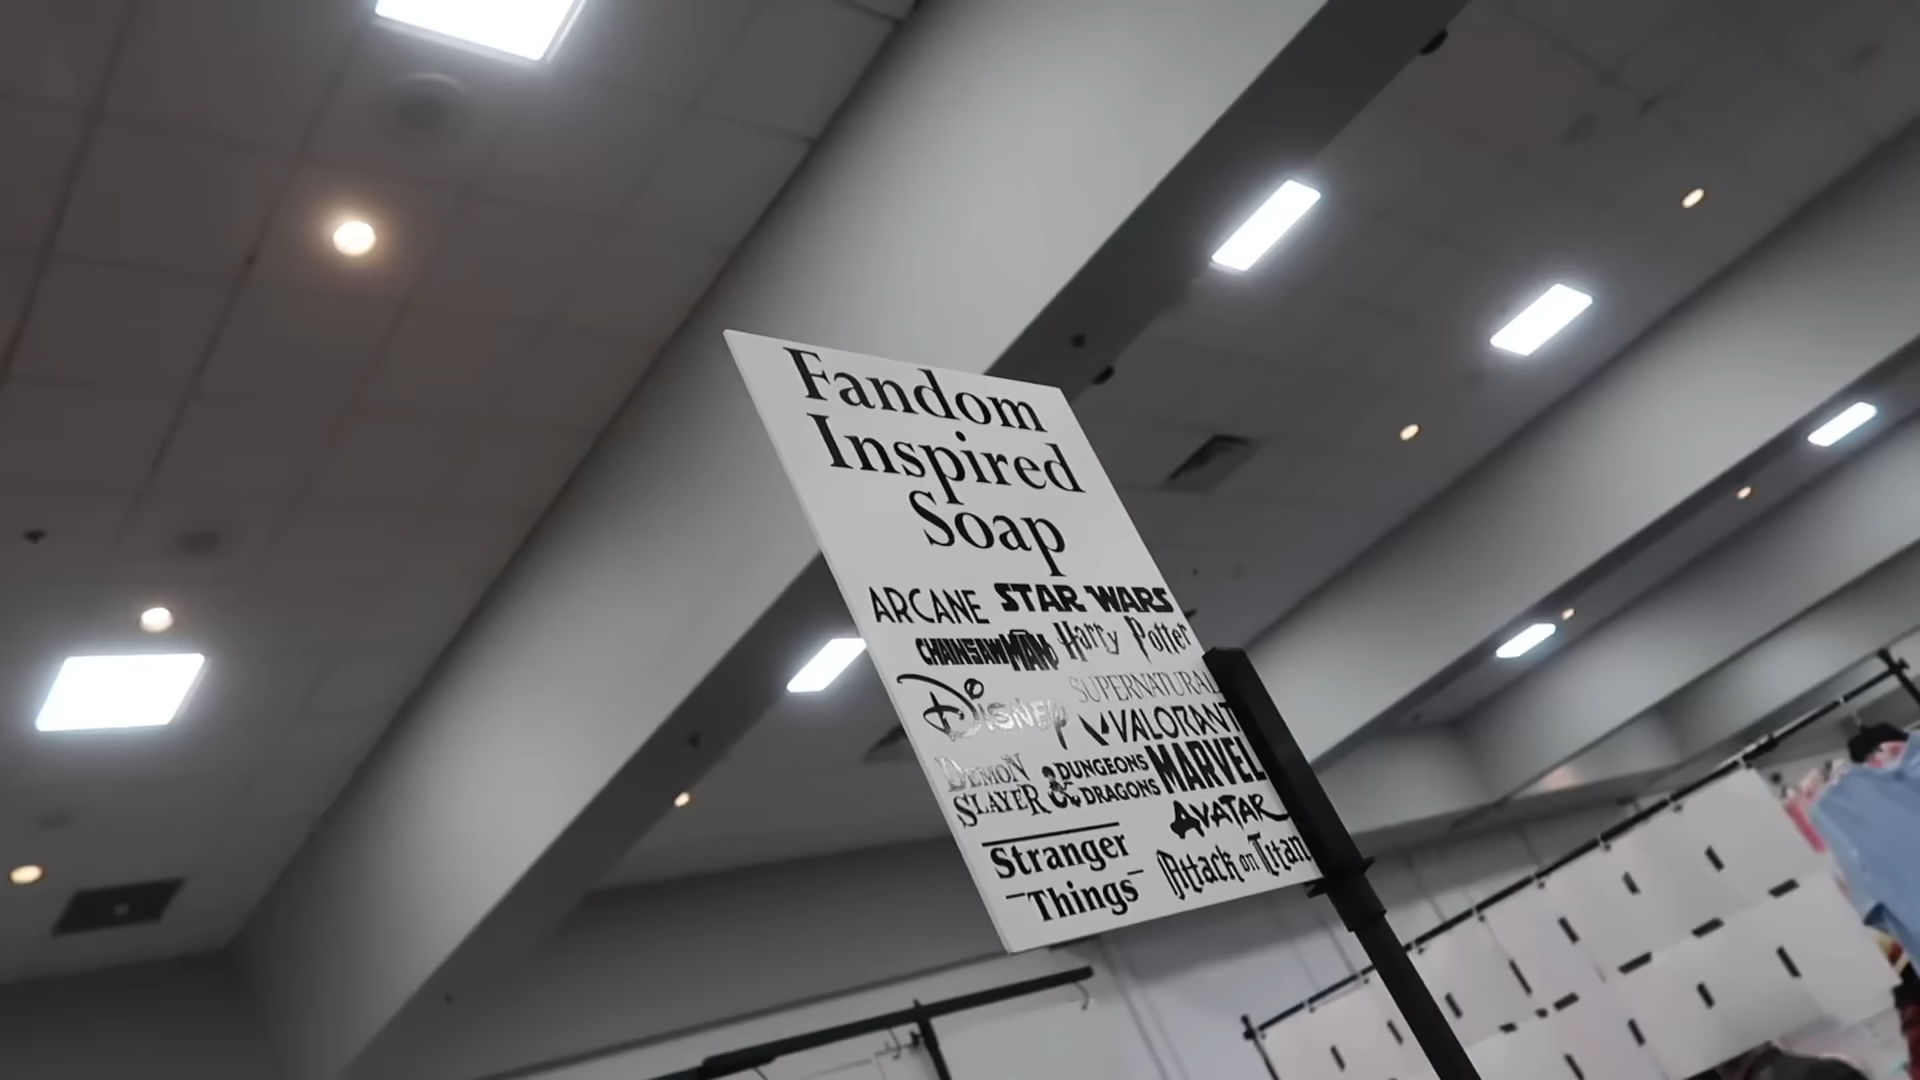 Fandom
Inspired
Soap
ARCANE STAR WARS
CHAINSAW MAN Harry Potter
Disney SUPERNATURAL
VALORANT
DEMON SLAYER
DUNGEONS & DRAGONS
MARVEL
AVATAR
Stranger Things
Attack on Titan